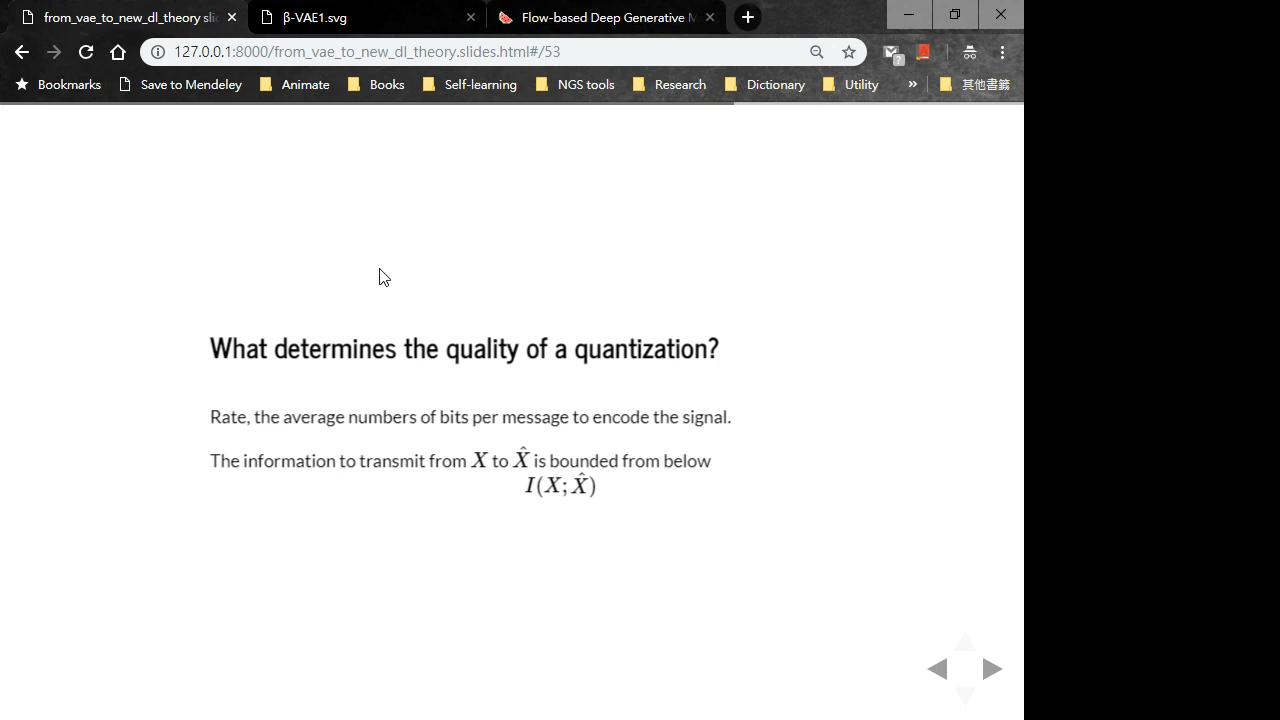 from_vae_to_new_dl_theory slid
β-VAE1.svg
Flow-based Deep Generative M
127.0.0.1:8000/from_vae_to_new_dl_theory.slides.html#/53
Bookmarks Save to Mendeley Animate Books Self-learning NGS tools Research Dictionary Utility » 其他書籤
What determines the quality of a quantization?
Rate, the average numbers of bits per message to encode the signal.
The information to transmit from X to X̂ is bounded from below
I(X; X̂)